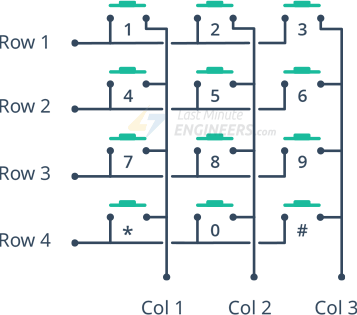 Row 1 1 2 3
Row 2 4 5 6
Last Minute
ENGINEERS.com
Row 3 7 8 9
Row 4 * 0 #
Col 1 Col 2 Col 3